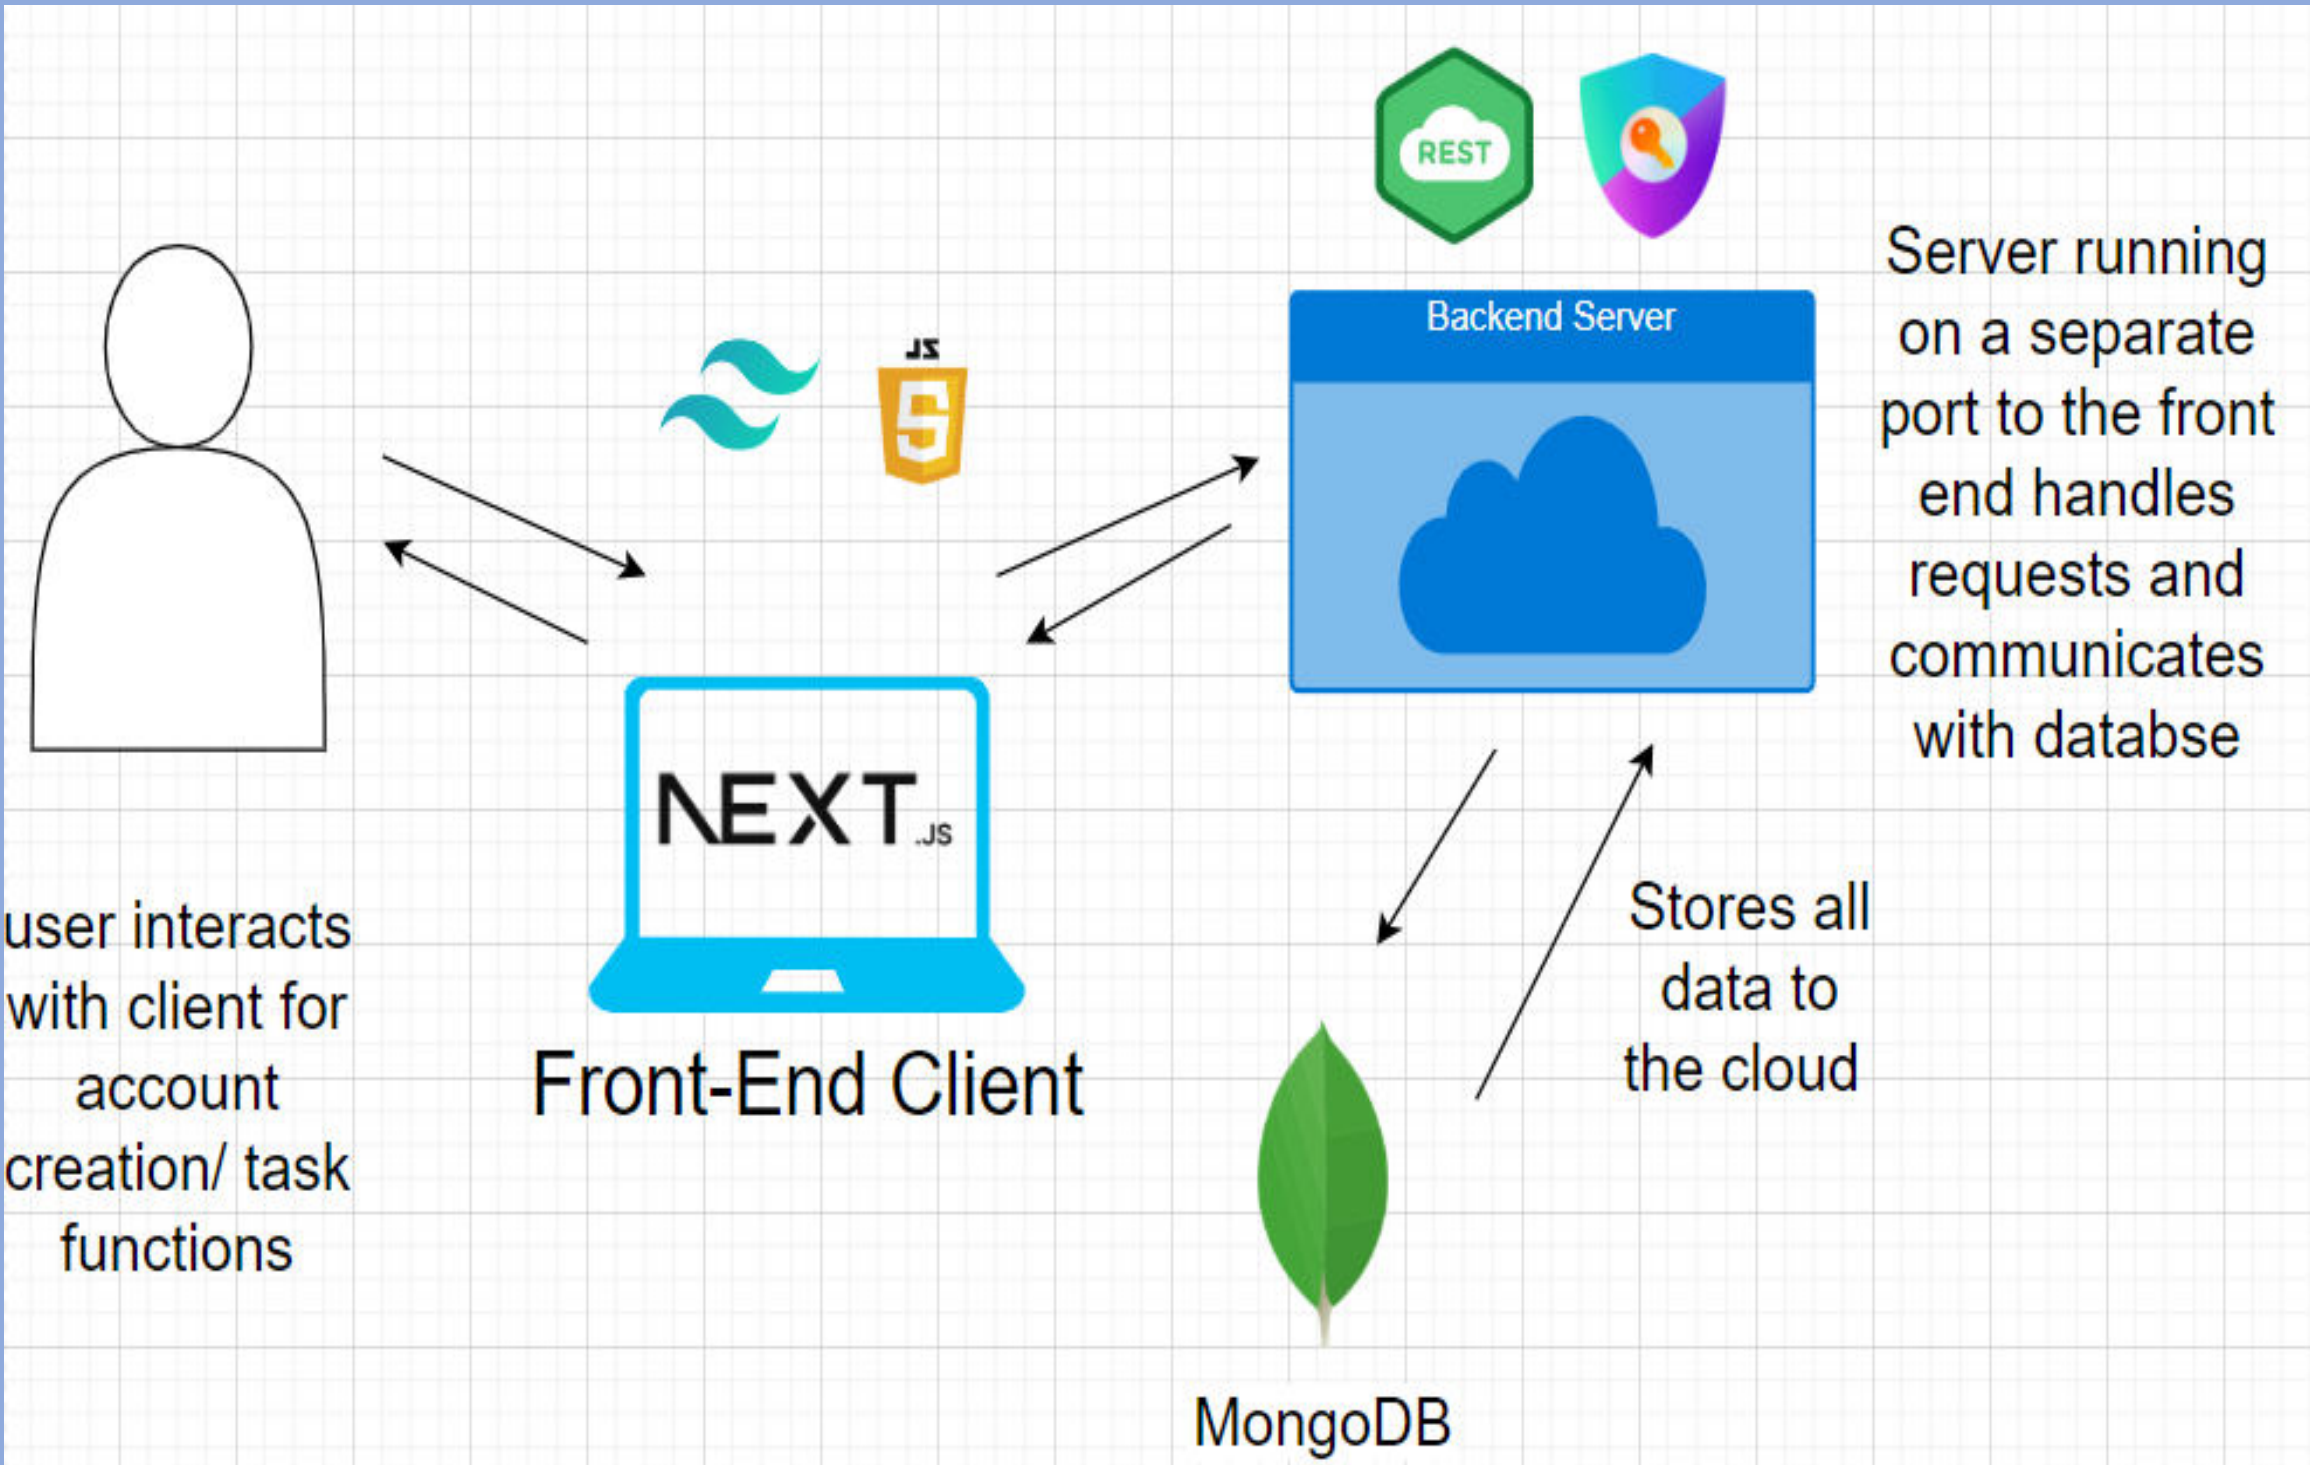 REST
Backend Server
Server running
on a separate
port to the front
end handles
requests and
communicates
with databse
JS
NEXT.JS
Front-End Client
user interacts
with client for
account
creation/ task
functions
Stores all
data to
the cloud
MongoDB